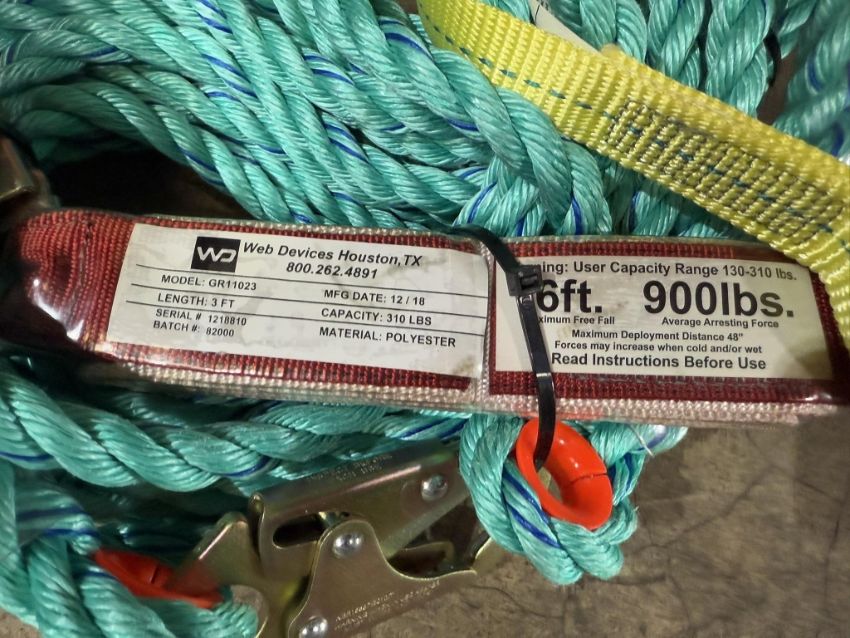 WD
Web Devices Houston,TX
800.262.4891
MODEL: GR11023
MFG DATE: 12 / 18
LENGTH: 3 FT
CAPACITY: 310 LBS
SERIAL # 1218810
BATCH #: 82000
MATERIAL: POLYESTER
User Capacity Range 130-310 lbs.
6ft. 900lbs.
Free Fall Average Arresting Force
Maximum Deployment Distance 48"
Forces may increase when cold and/or wet
Read Instructions Before Use